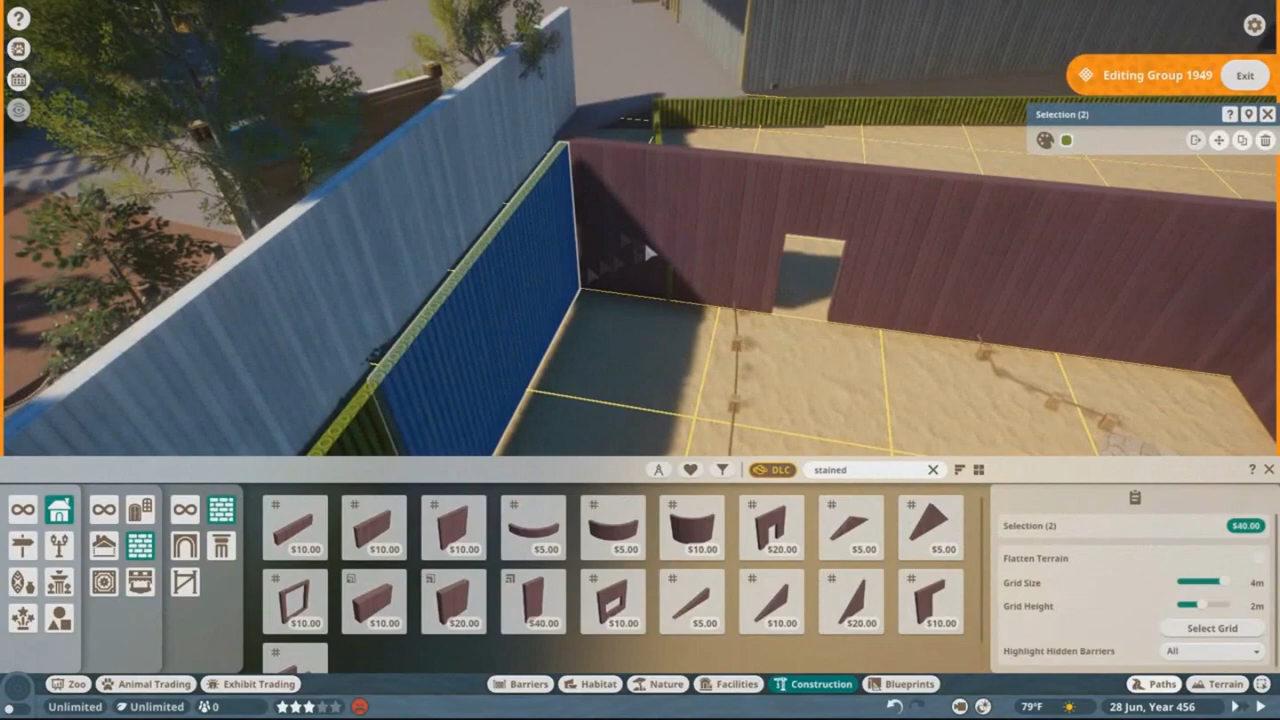 ?
Editing Group 1949
Exit
Selection (2)
?
DLC
stained
?
$10.00
$10.00
$10.00
$5.00
$5.00
$10.00
$20.00
$5.00
$5.00
$10.00
$10.00
$20.00
$40.00
$10.00
$5.00
$10.00
$20.00
$10.00
Selection (2)
$40.00
Flatten Terrain
Grid Size
4m
Grid Height
2m
Select Grid
Highlight Hidden Barriers
All
Zoo
Animal Trading
Exhibit Trading
Barriers
Habitat
Nature
Facilities
Construction
Blueprints
Paths
Terrain
Unlimited
Unlimited
0
79°F
28 Jun, Year 456